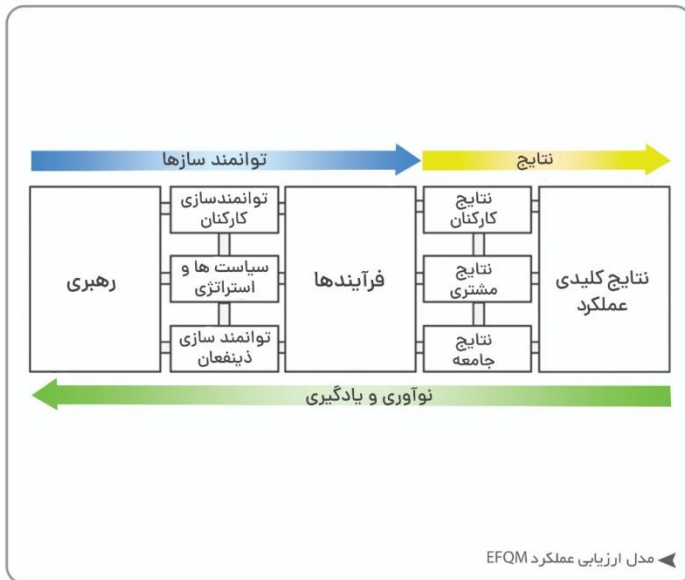 توانمند سازها
نتایج
رهبری
توانمندسازی
کارکنان
سیاست ها و
استراتژی
توانمند سازی
ذینفعان
فرآیندها
نتایج
کارکنان
نتایج
مشتری
نتایج
جامعه
نتایج کلیدی
عملکرد
نوآوری و یادگیری
مدل ارزیابی عملکرد EFQM